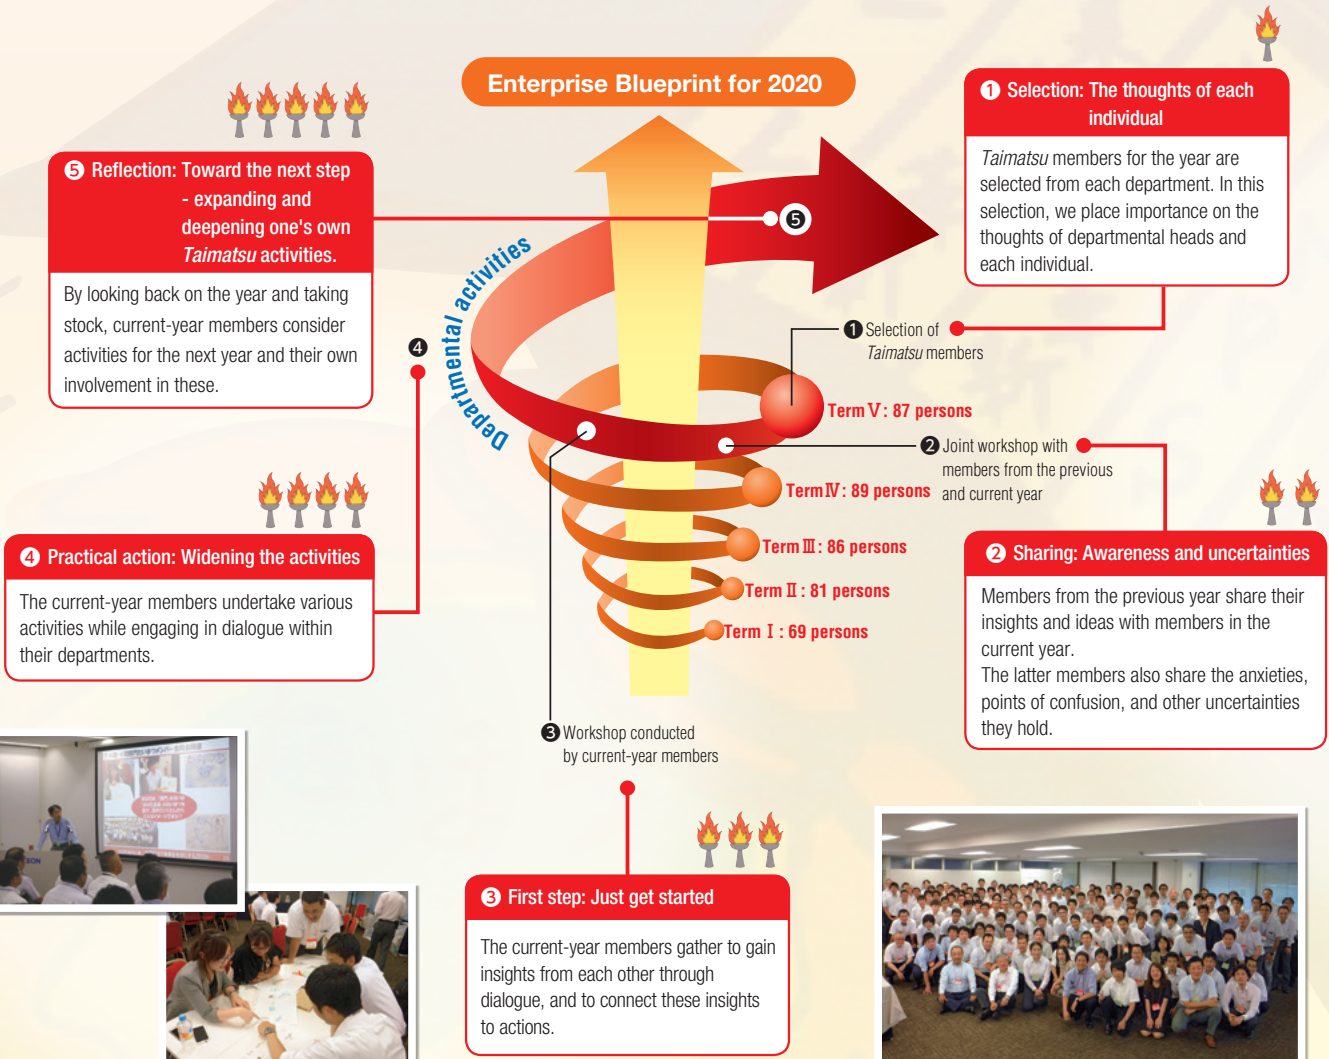 Enterprise Blueprint for 2020
❶ Selection: The thoughts of each
individual
Taimatsu members for the year are
selected from each department. In this
selection, we place importance on the
thoughts of departmental heads and
each individual.
❺ Reflection: Toward the next step
- expanding and
deepening one's own
Taimatsu activities.
By looking back on the year and taking
stock, current-year members consider
activities for the next year and their own
involvement in these.
❺
Departmental activities
❹
❶ Selection of
Taimatsu members
Term Ⅴ: 87 persons
❷ Joint workshop with
members from the previous
and current year
Term Ⅳ: 89 persons
Term Ⅲ: 86 persons
Term Ⅱ: 81 persons
Term Ⅰ: 69 persons
❹ Practical action: Widening the activities
The current-year members undertake various
activities while engaging in dialogue within
their departments.
❷ Sharing: Awareness and uncertainties
Members from the previous year share their
insights and ideas with members in the
current year.
The latter members also share the anxieties,
points of confusion, and other uncertainties
they hold.
❸ Workshop conducted
by current-year members
❸ First step: Just get started
The current-year members gather to gain
insights from each other through
dialogue, and to connect these insights
to actions.